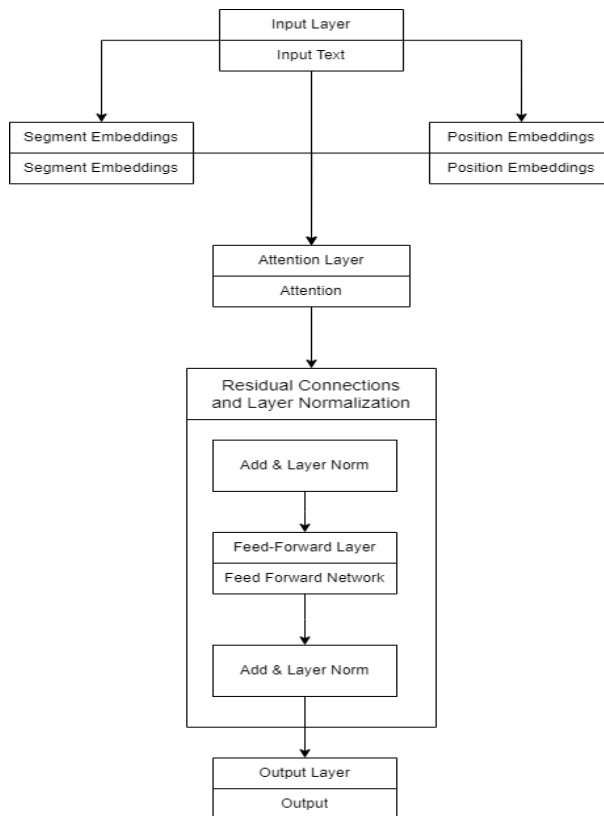 Input Layer
Input Text
Segment Embeddings
Segment Embeddings
Position Embeddings
Position Embeddings
Attention Layer
Attention
Residual Connections
and Layer Normalization
Add & Layer Norm
Feed-Forward Layer
Feed Forward Network
Add & Layer Norm
Output Layer
Output